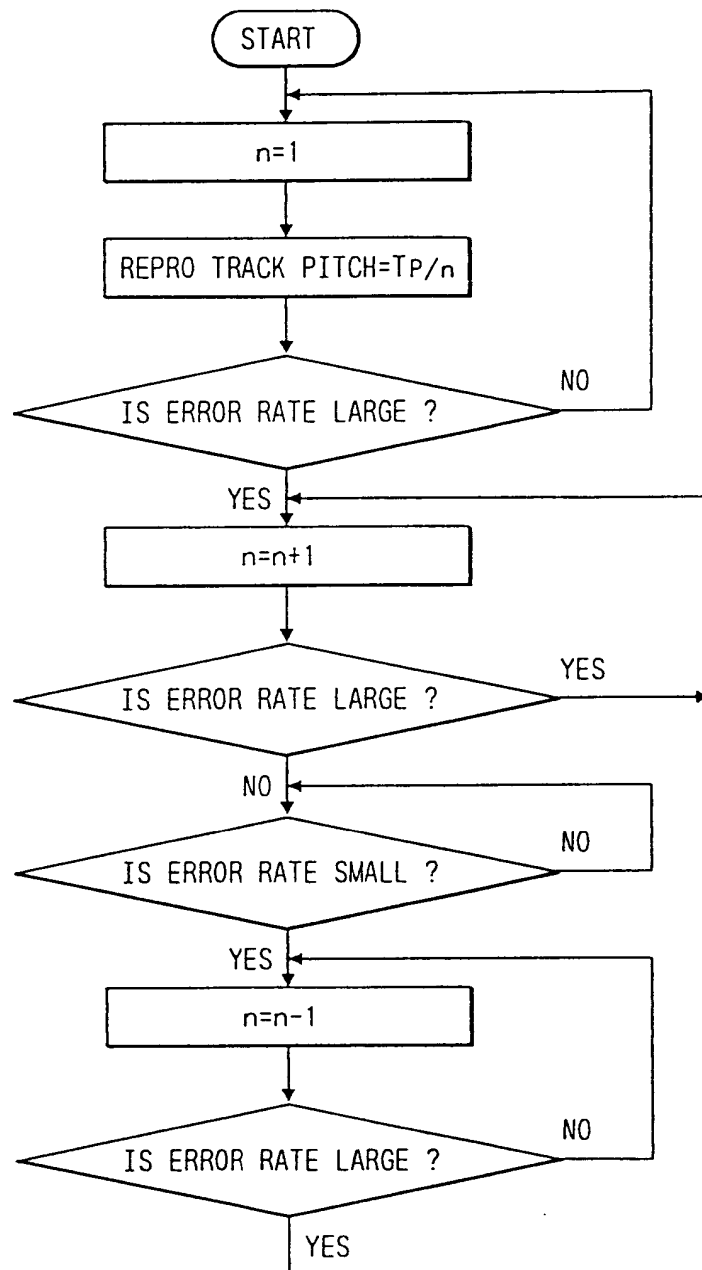 START
n=1
REPRO TRACK PITCH=TP/n
NO
IS ERROR RATE LARGE ?
YES
n=n+1
YES
IS ERROR RATE LARGE ?
NO
NO
IS ERROR RATE SMALL ?
YES
n=n-1
NO
IS ERROR RATE LARGE ?
YES